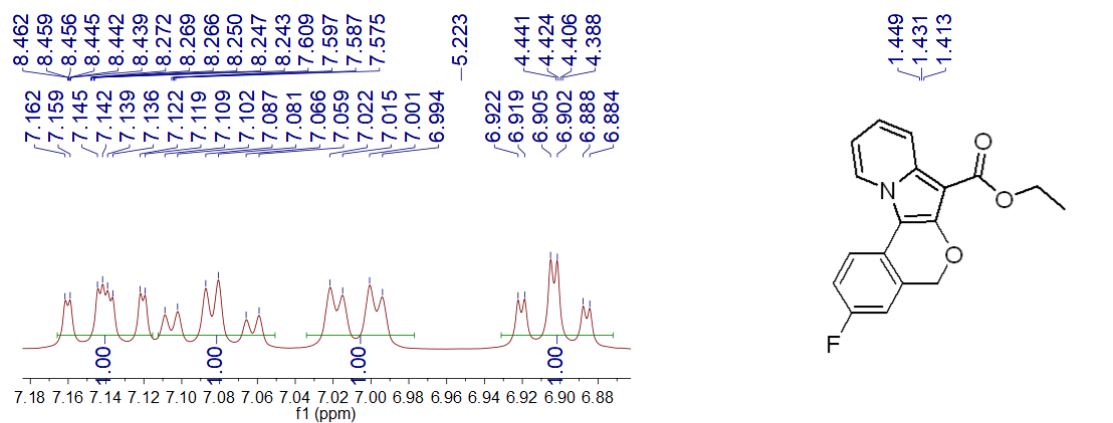 8.462 8.459 8.456 8.445 8.442 8.439 8.272 8.269 8.266 8.250 8.247 8.243 7.609 7.597 7.587 7.575 5.223 4.441 4.424 4.406 4.388 1.449 1.431 1.413
7.162 7.159 7.145 7.142 7.139 7.136 7.122 7.119 7.109 7.102 7.087 7.081 7.066 7.059 7.022 7.015 7.001 6.994 6.922 6.919 6.905 6.902 6.888 6.884
O
N
O
O
F
1.00 1.00 1.00 1.00
7.18 7.16 7.14 7.12 7.10 7.08 7.06 7.04 7.02 7.00 6.98 6.96 6.94 6.92 6.90 6.88
f1 (ppm)